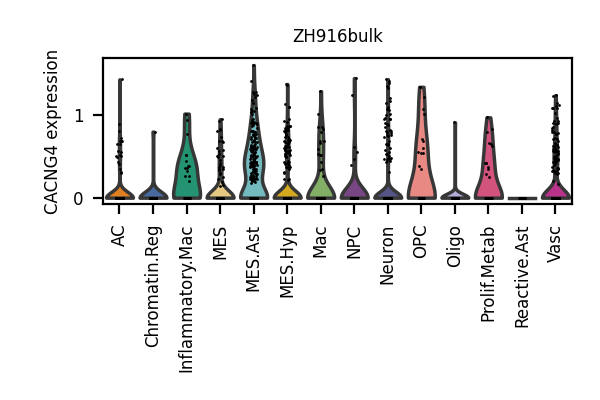 ZH916bulk
CACNG4 expression
1
0
AC
Chromatin.Reg
Inflammatory.Mac
MES
MES.Ast
MES.Hyp
Mac
NPC
Neuron
OPC
Oligo
Prolif.Metab
Reactive.Ast
Vasc